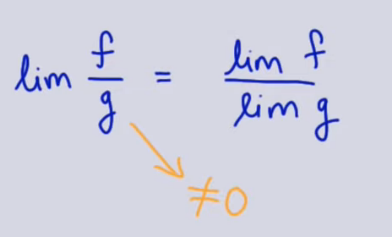 lim f/g = lim f / lim g
≠0